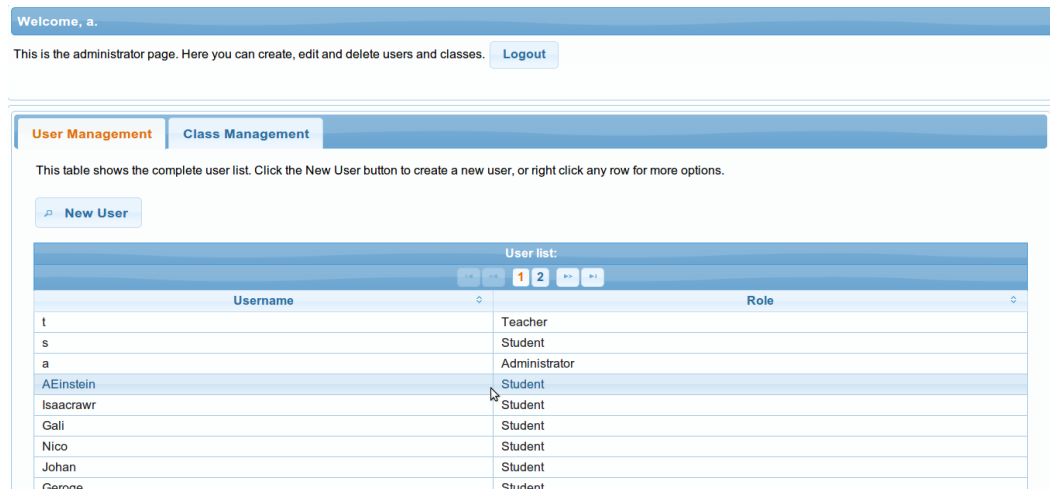 Welcome, a.
This is the administrator page. Here you can create, edit and delete users and classes. Logout
User Management Class Management
This table shows the complete user list. Click the New User button to create a new user, or right click any row for more options.
New User
User list:
1 2
Username Role
t Teacher
s Student
a Administrator
AEinstein Student
Isaacrawr Student
Gali Student
Nico Student
Johan Student
Geroge Student